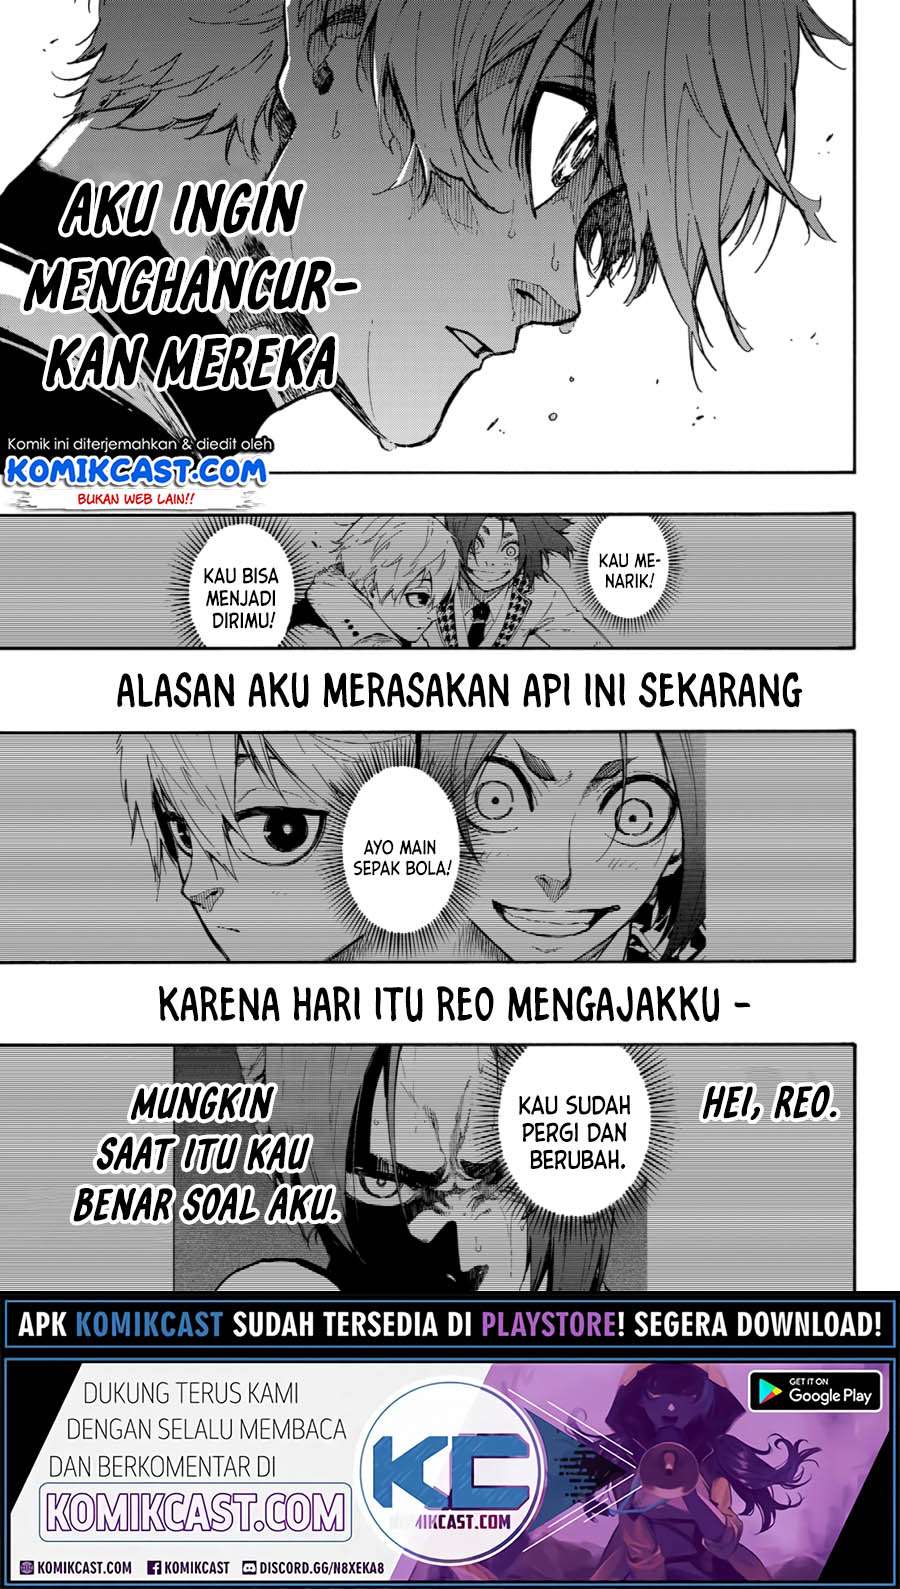 AKU INGIN
MENGHANCUR-
KAN MEREKA
Komik ini diterjemahkan & diedit oleh
KOMIKCAST.COM
BUKAN WEB LAIN!!
KAU ME-
NARIK!
KAU BISA
MENJADI
DIRIMU!
ALASAN AKU MERASAKAN API INI SEKARANG
AYO MAIN
SEPAK BOLA!
KARENA HARI ITU REO MENGAJAKKU -
HEI, REO.
KAU SUDAH
PERGI DAN
BERUBAH.
MUNGKIN
SAAT ITU KAU
BENAR SOAL AKU.
APK KOMIKCAST SUDAH TERSEDIA DI PLAYSTORE! SEGERA DOWNLOAD!
DUKUNG TERUS KAMI
DENGAN SELALU MEMBACA
DAN BERKOMENTAR DI
KOMIKCAST.COM
KC
KOMIKCAST.COM
GET IT ON
Google Play
KOMIKCAST.COM KOMIKCAST DISCORD.GG/N8XEKA8